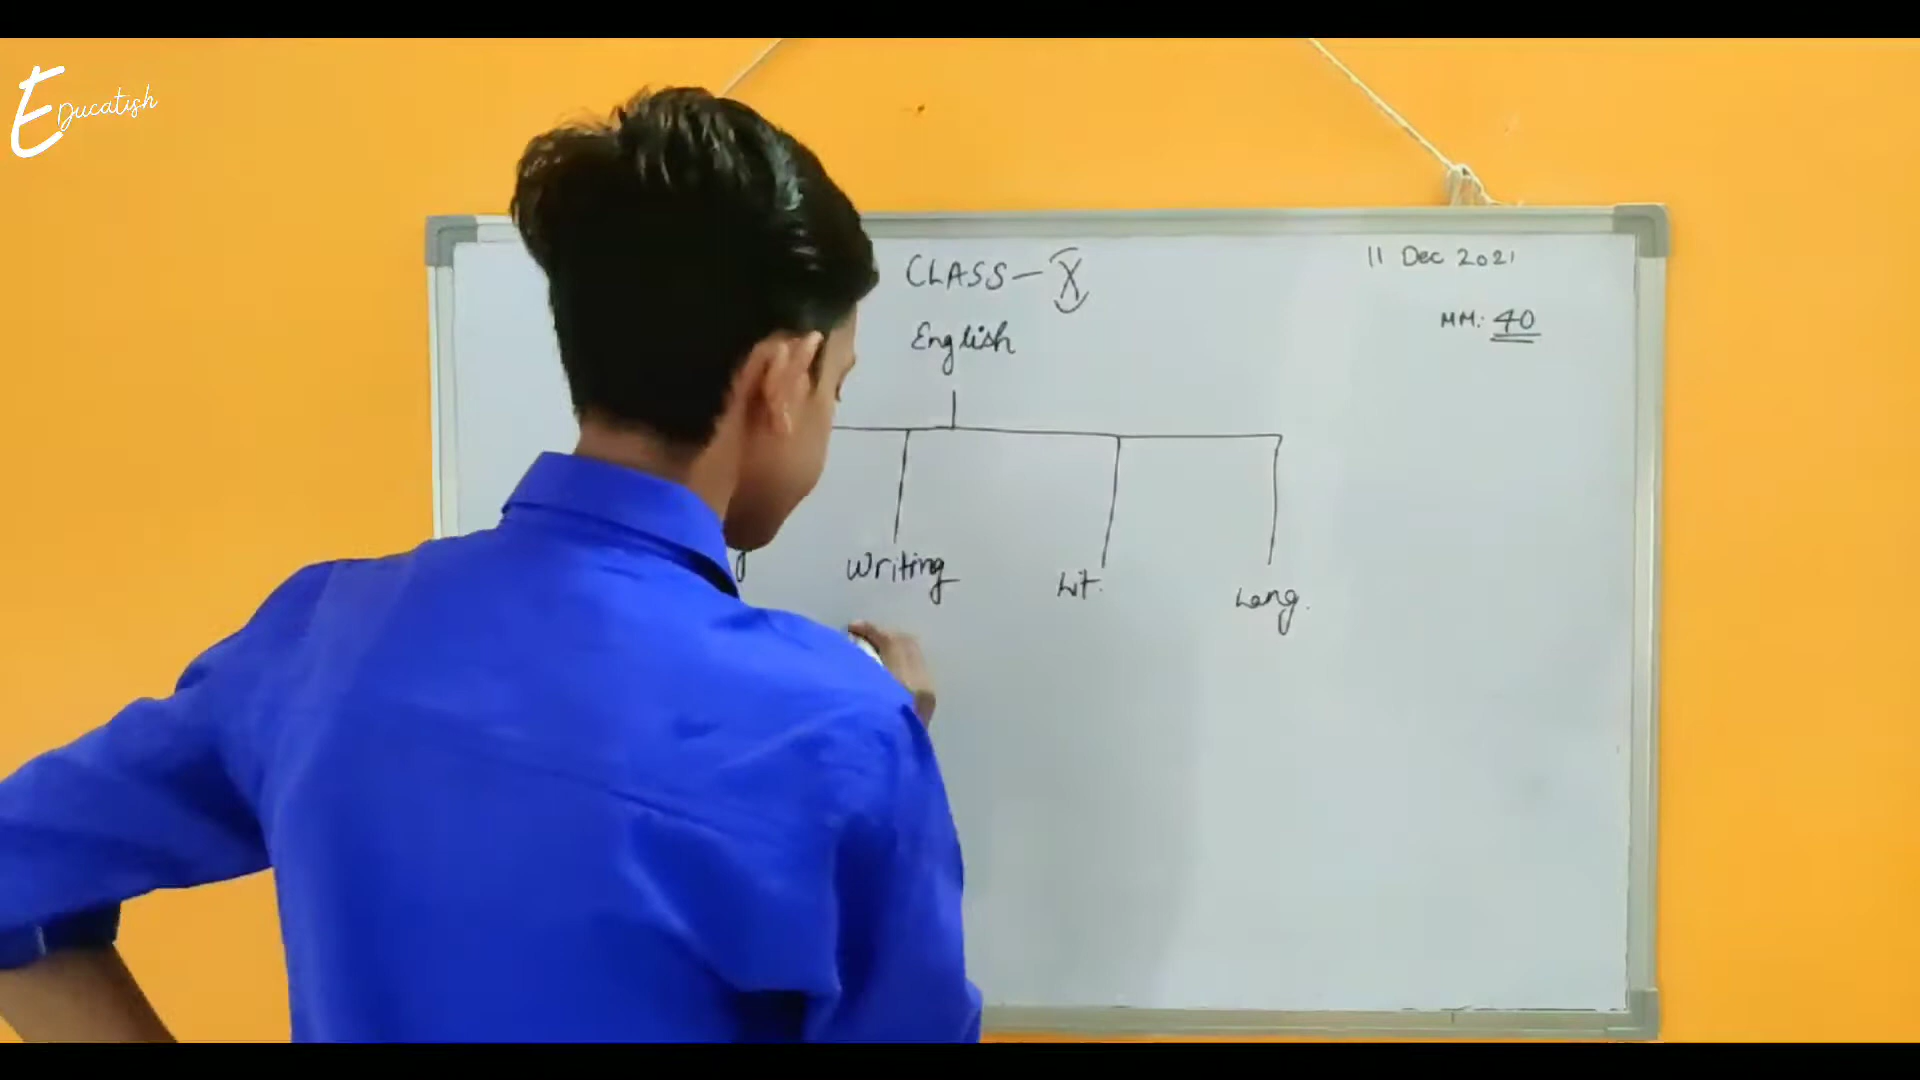 Educatish
CLASS - X
11 Dec 2021
MM: 40
English
Writing
Lit.
Lang.